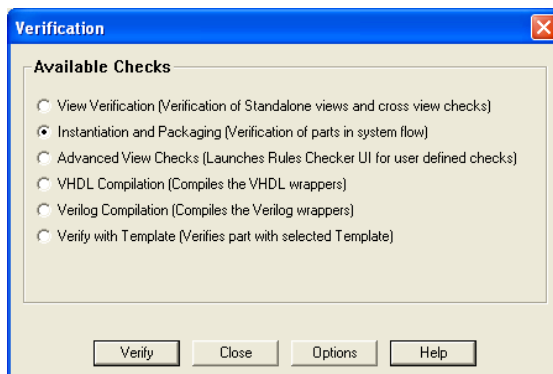 Verification
Available Checks
View Verification (Verification of Standalone views and cross view checks)
Instantiation and Packaging (Verification of parts in system flow)
Advanced View Checks (Launches Rules Checker UI for user defined checks)
VHDL Compilation (Compiles the VHDL wrappers)
Verilog Compilation (Compiles the Verilog wrappers)
Verify with Template (Verifies part with selected Template)
Verify Close Options Help